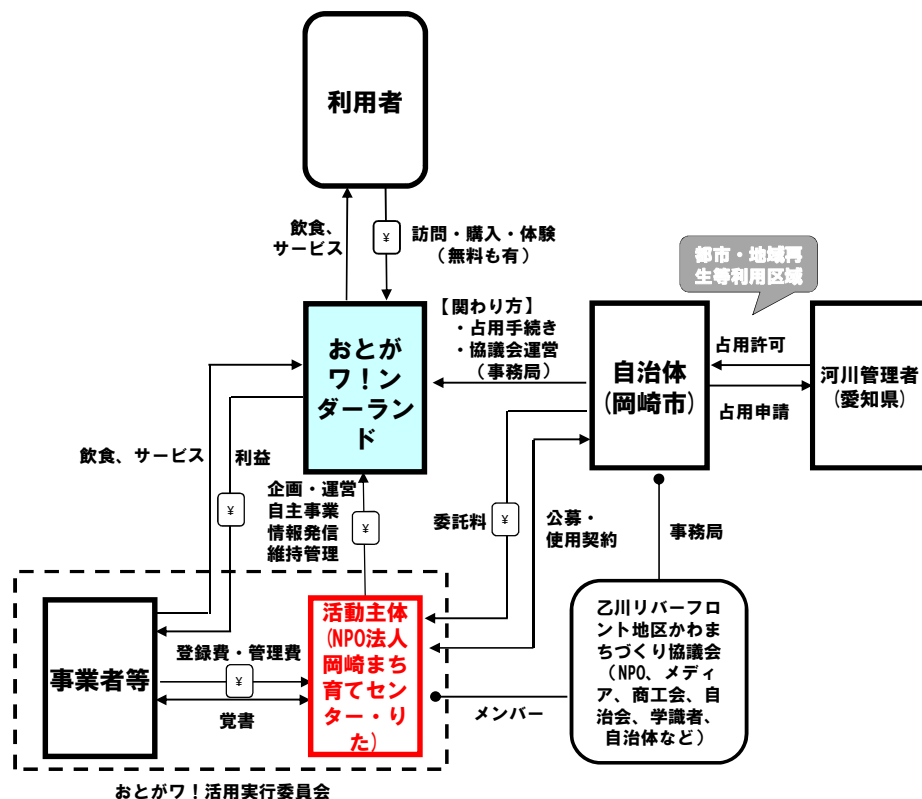 利用者
飲食、
サービス
¥
訪問・購入・体験
(無料も有)
都市・地域再
生等利用区域
おとが
ワ!ン
ダーラン
ド
【関わり方】
・占用手続き
・協議会運営
(事務局)
自治体
(岡崎市)
占用許可
占用申請
河川管理者
(愛知県)
飲食、サービス
利益
¥
企画・運営
自主事業
情報発信
維持管理
¥
委託料
¥
公募・
使用契約
事務局
事業者等
登録費・管理費
¥
覚書
活動主体
(NPO法人
岡崎まち
育てセン
ター・り
た)
メンバー
乙川リバーフロ
ント地区かわま
ちづくり協議会
(NPO、メディ
ア、商工会、自
治会、学識者、
自治体など)
おとがワ!活用実行委員会